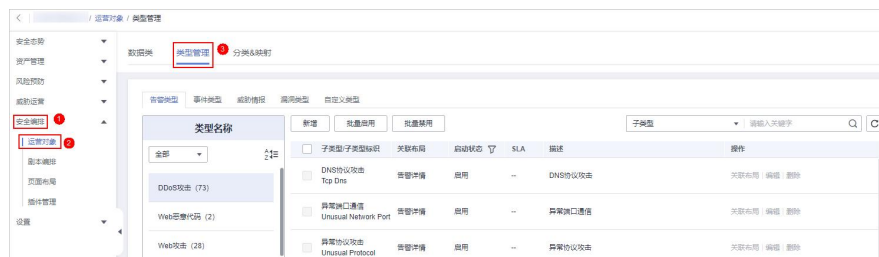 / 运营对象 / 类型管理
安全态势
资产管理
风险预防
威胁运营
安全编排 1
运营对象 2
剧本编排
页面布局
插件管理
设置
数据类 类型管理 3 分类&映射
告警类型 事件类型 威胁情报 漏洞类型 自定义类型
类型名称
全部
DDoS攻击 (73)
Web恶意代码 (2)
Web攻击 (28)
新增 批量启用 批量禁用 子类型 请输入关键字
子类型/子类型标识 关联布局 启动状态 SLA 描述 操作
DNS协议攻击
Tcp Dns 告警详情 启用 -- DNS协议攻击 关联布局 编辑 删除
异常端口通信
Unusual Network Port 告警详情 启用 -- 异常端口通信 关联布局 编辑 删除
异常协议攻击
Unusual Protocol 告警详情 启用 -- 异常协议攻击 关联布局 编辑 删除